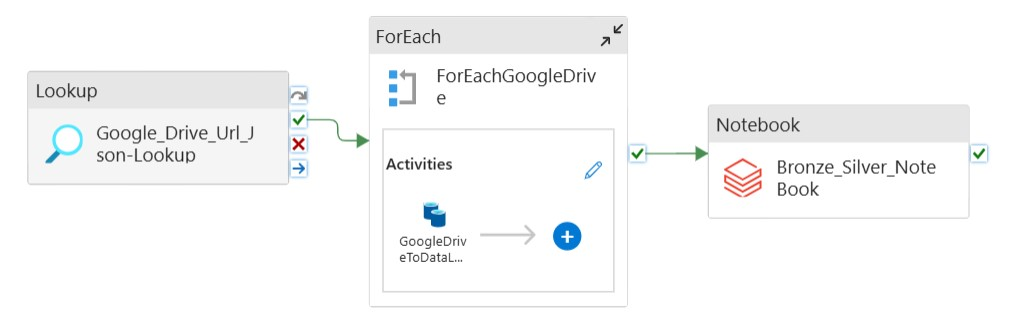 Lookup
Google_Drive_Url_J
son-Lookup
ForEach
ForEachGoogleDriv
e
Activities
GoogleDriv
eToDataL...
Notebook
Bronze_Silver_Note
Book